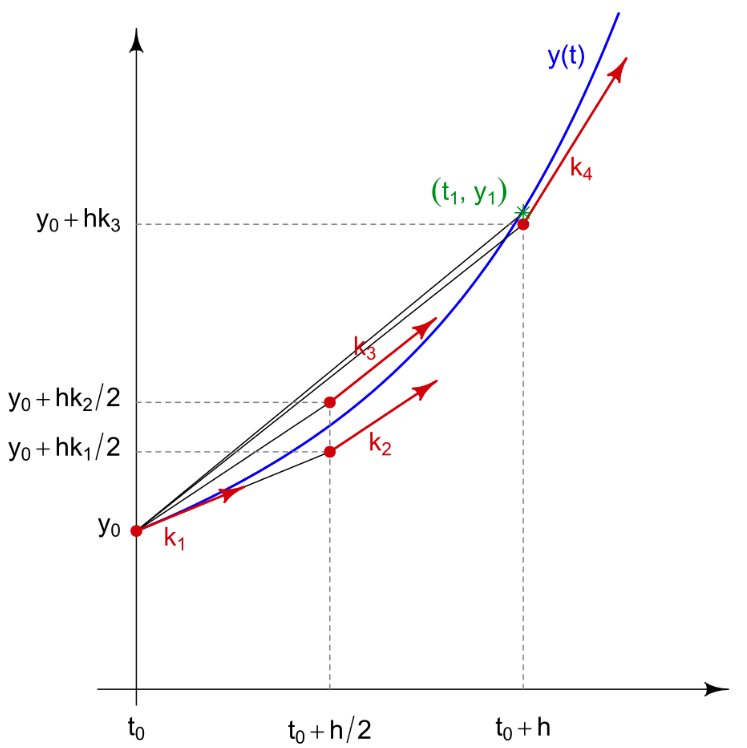 y(t)
k₄
(t₁, y₁)
y₀+hk₃
k₃
y₀+hk₂/2
y₀+hk₁/2
k₂
y₀
k₁
t₀
t₀+h/2
t₀+h